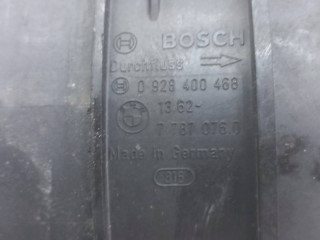 BOSCH
Durchfluss
0 928 400 466
13.62-
7 787 076
Made in Germany